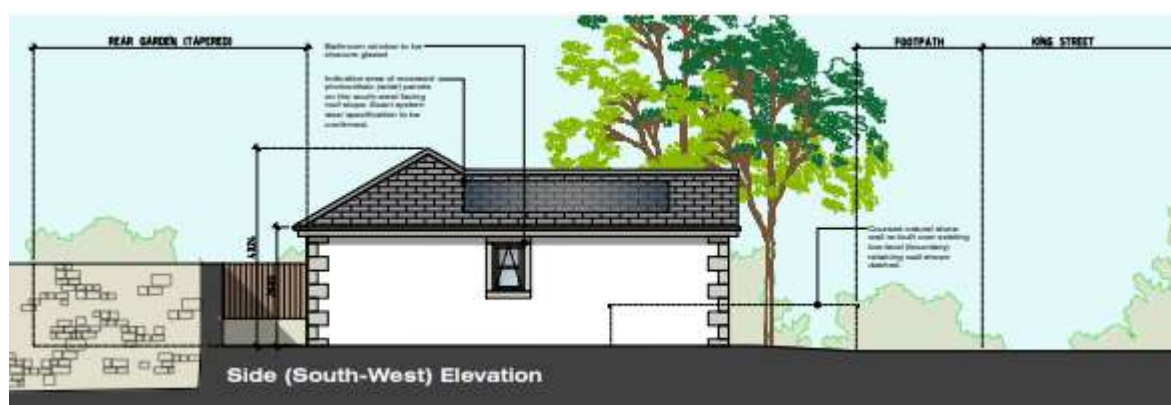 REAR GARDEN (TAPERED)
Bathroom window to be
obscure glazed
FOOTPATH
KING STREET
Indicative area of recessed
photovoltaic (solar) panels
on the south-west facing
roof slope. Exact system
and specification to be
confirmed.
Coursed natural stone
wall re-built over existing
low-level (boundary)
retaining wall shown
dashed.
Side (South-West) Elevation